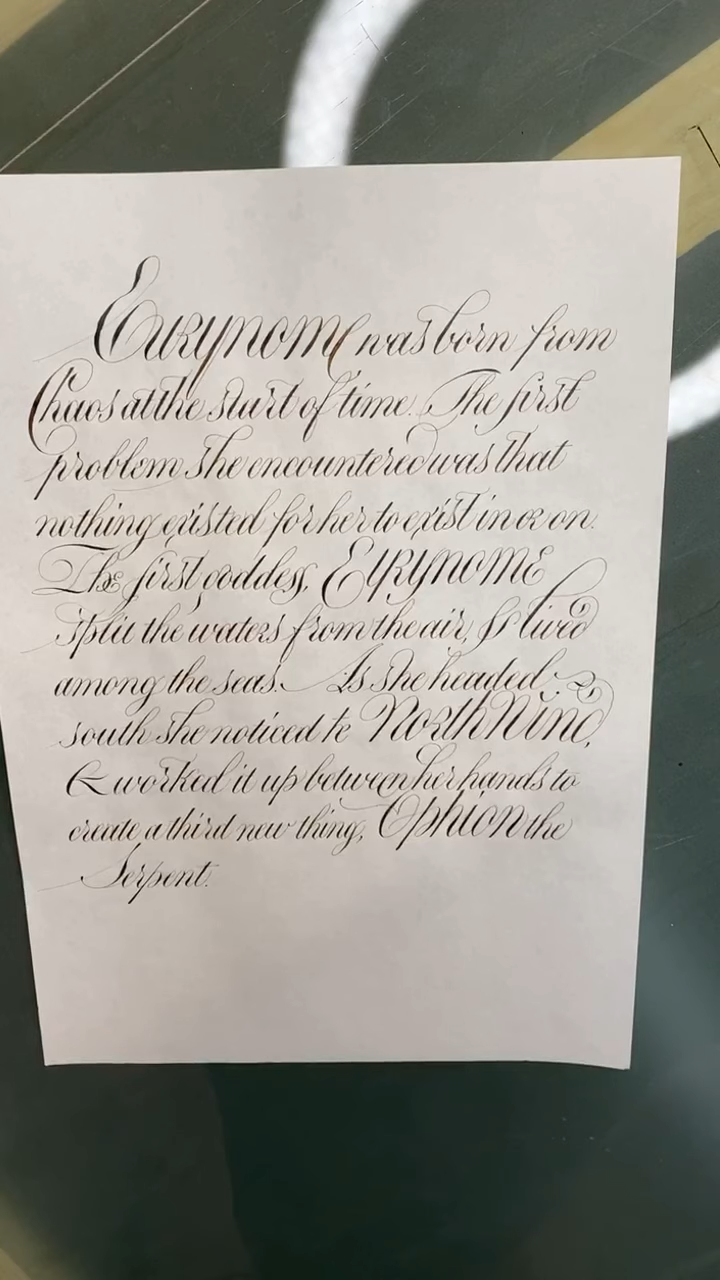 Eurynome was born from
Chaos at the start of time. The first
problem she encountered was that
nothing existed for her to exist in or on.
The first goddess, Eurynome
split the waters from the air, & lived
among the seas. As she headed
south she noticed te North Wind,
& worked it up between her hands to
create a third new thing, Ophion the
Serpent.